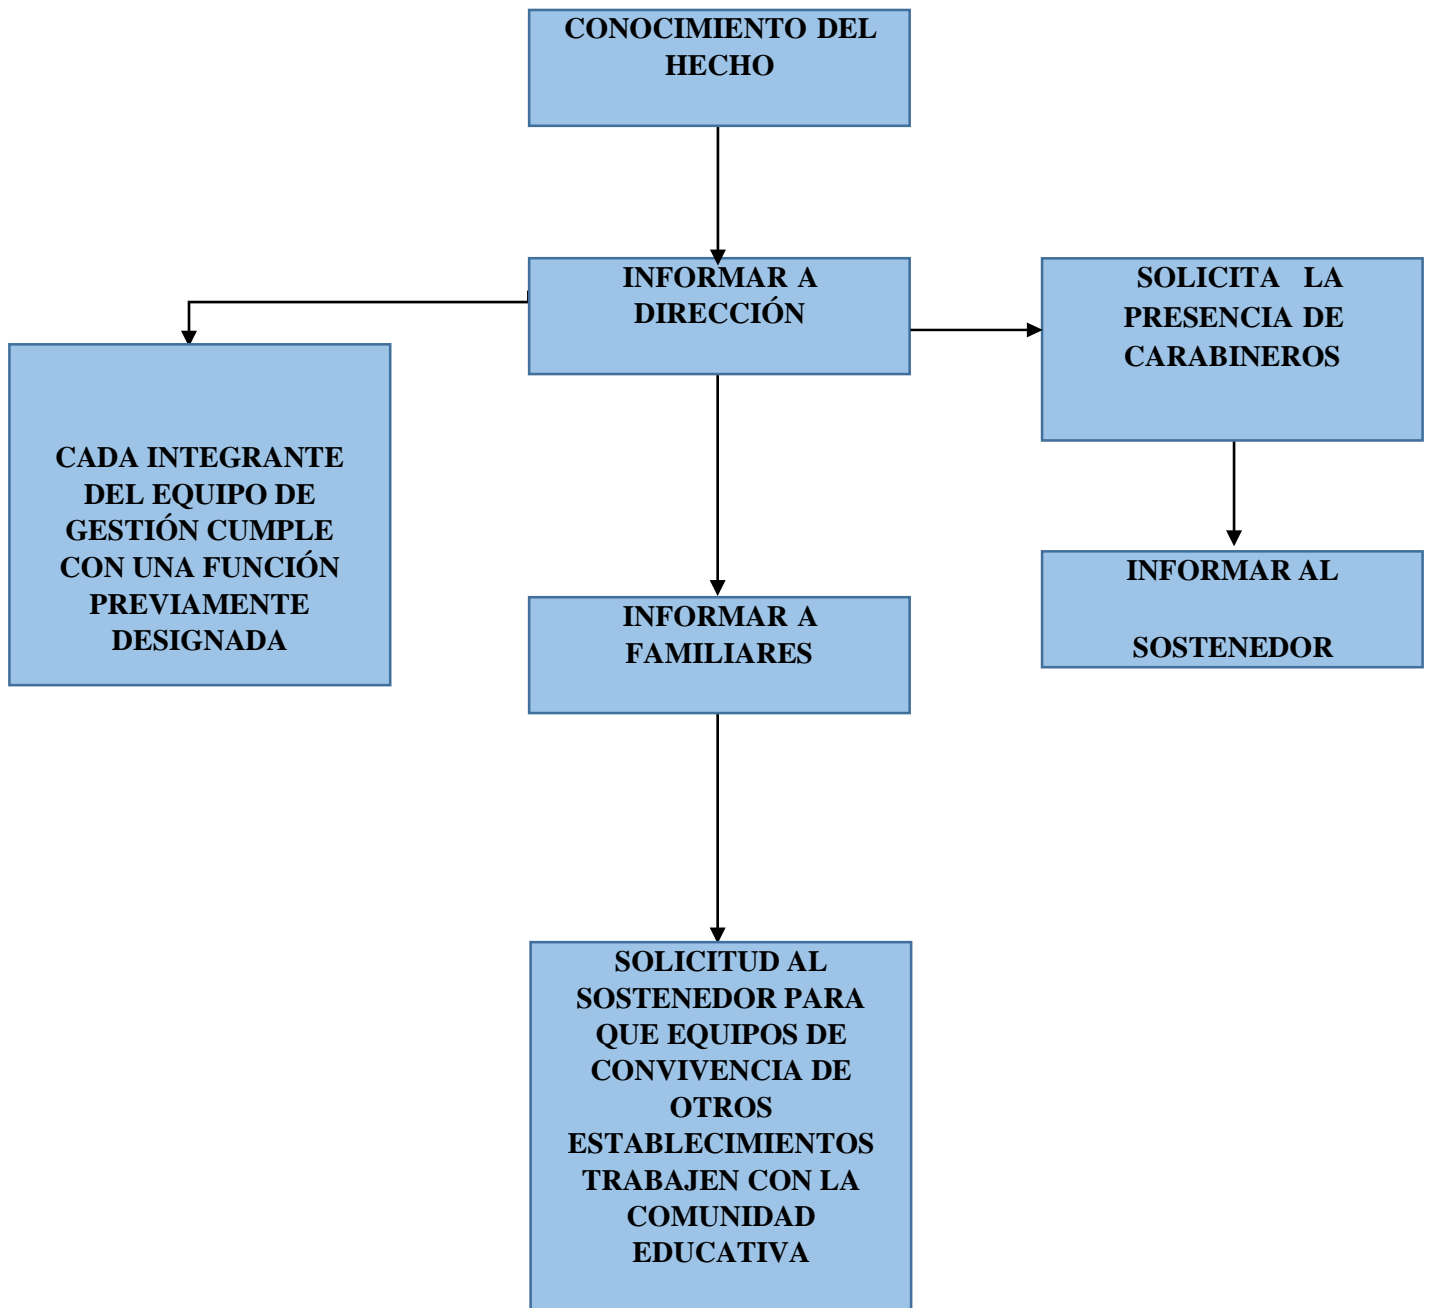 CONOCIMIENTO DEL
HECHO
INFORMAR A
DIRECCIÓN
SOLICITA LA
PRESENCIA DE
CARABINEROS
CADA INTEGRANTE
DEL EQUIPO DE
GESTIÓN CUMPLE
CON UNA FUNCIÓN
PREVIAMENTE
DESIGNADA
INFORMAR A
FAMILIARES
INFORMAR AL
SOSTENEDOR
SOLICITUD AL
SOSTENEDOR PARA
QUE EQUIPOS DE
CONVIVENCIA DE
OTROS
ESTABLECIMIENTOS
TRABAJEN CON LA
COMUNIDAD
EDUCATIVA